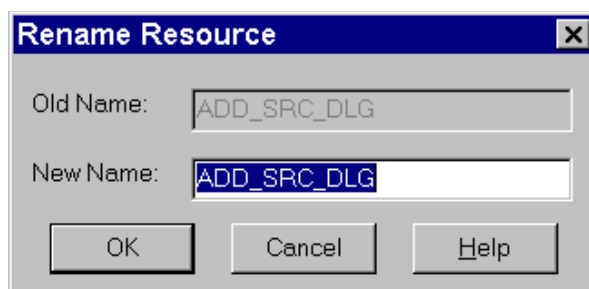 Rename Resource
Old Name: ADD_SRC_DLG
New Name: ADD_SRC_DLG
OK Cancel Help